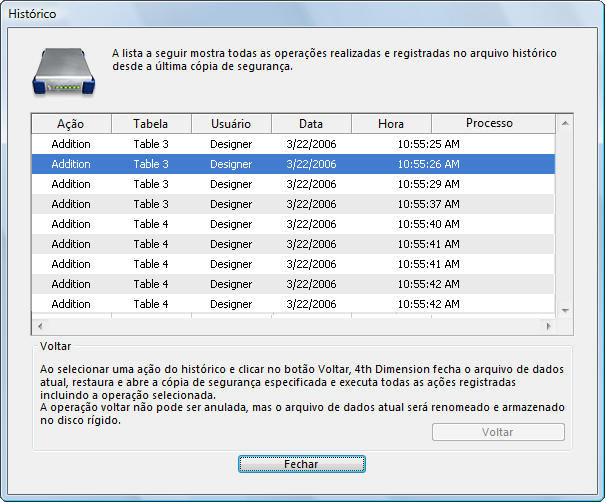 Histórico
A lista a seguir mostra todas as operações realizadas e registradas no arquivo histórico
desde a última cópia de segurança.
Ação Tabela Usuário Data Hora Processo
Addition Table 3 Designer 3/22/2006 10:55:25 AM
Addition Table 3 Designer 3/22/2006 10:55:26 AM
Addition Table 3 Designer 3/22/2006 10:55:29 AM
Addition Table 3 Designer 3/22/2006 10:55:37 AM
Addition Table 4 Designer 3/22/2006 10:55:40 AM
Addition Table 4 Designer 3/22/2006 10:55:41 AM
Addition Table 4 Designer 3/22/2006 10:55:41 AM
Addition Table 4 Designer 3/22/2006 10:55:42 AM
Addition Table 4 Designer 3/22/2006 10:55:42 AM
Voltar
Ao selecionar uma ação do histórico e clicar no botão Voltar, 4th Dimension fecha o arquivo de dados
atual, restaura e abre a cópia de segurança especificada e executa todas as ações registradas
incluindo a operação selecionada.
A operação voltar não pode ser anulada, mas o arquivo de dados atual será renomeado e armazenado
no disco rígido.
Voltar
Fechar